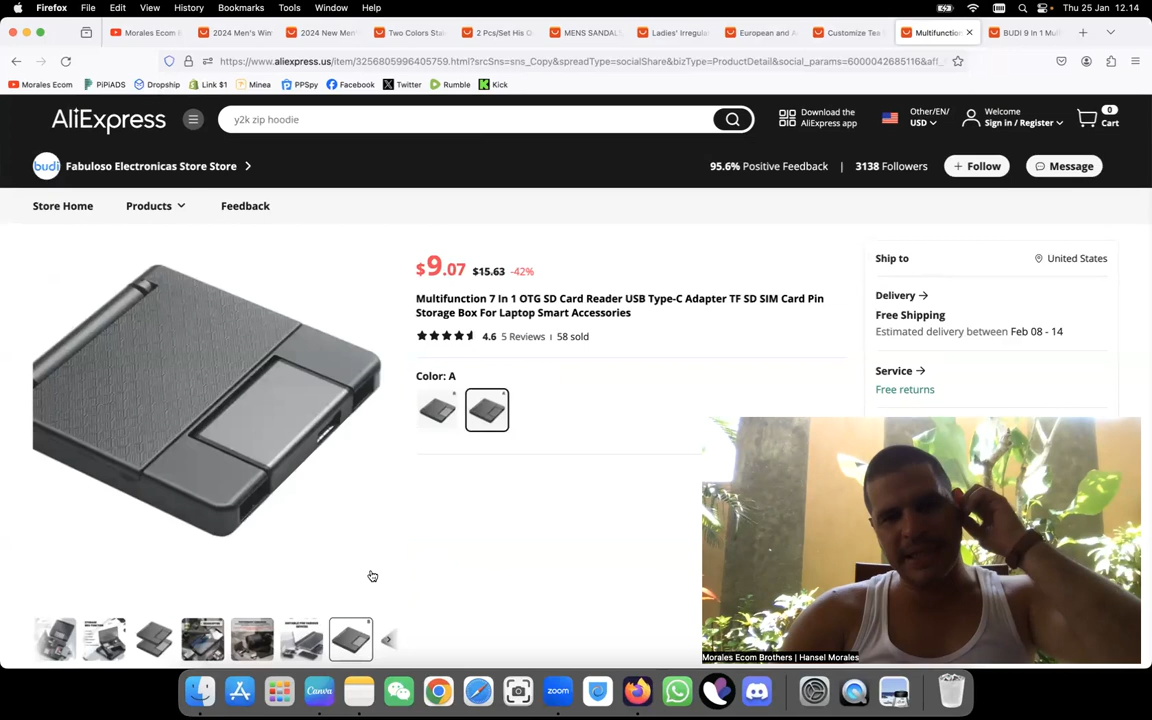 Firefox File Edit View History Bookmarks Tools Window Help Thu 25 Jan 12.14
Morales Ecom 2024 Men's Win 2024 New Mer Two Colors Sta 2 Pcs/Set His O MENS SANDAL Ladies' Irregula European and A Customize Tea Multifunction BUDI 9 In 1 Mul
https://www.aliexpress.us/item/3256805996405759.html?srcSns=sns_Copy&spreadType=socialShare&bizType=ProductDetail&social_params=6000042685116&aff_
Morales Ecom PiPiADS Dropship Link $1 Minea PPSpy Facebook Twitter Rumble Kick
AliExpress
y2k zip hoodie
Download the
AliExpress app
Other/EN/
USD
Welcome
Sign in / Register
0
Cart
budi Fabuloso Electronicas Store Store
95.6% Positive Feedback | 3138 Followers + Follow Message
Store Home Products Feedback
$9.07 $15.63 -42%
Multifunction 7 In 1 OTG SD Card Reader USB Type-C Adapter TF SD SIM Card Pin
Storage Box For Laptop Smart Accessories
4.6 5 Reviews 58 sold
Color: A
Ship to United States
Delivery
Free Shipping
Estimated delivery between Feb 08 - 14
Service
Free returns
Morales Ecom Brothers | Hansel Morales
Canva
zoom